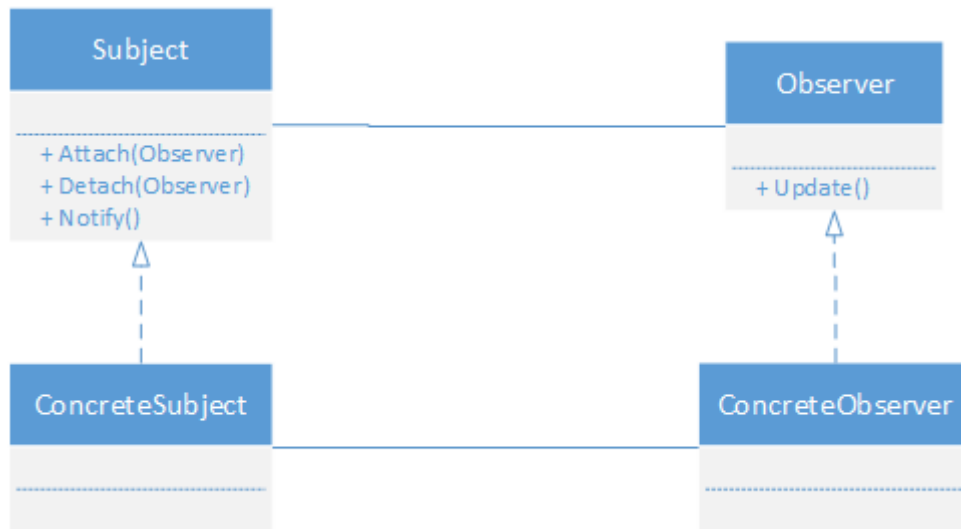 Subject
+ Attach(Observer)
+ Detach(Observer)
+ Notify()
Observer
+ Update()
ConcreteSubject
ConcreteObserver